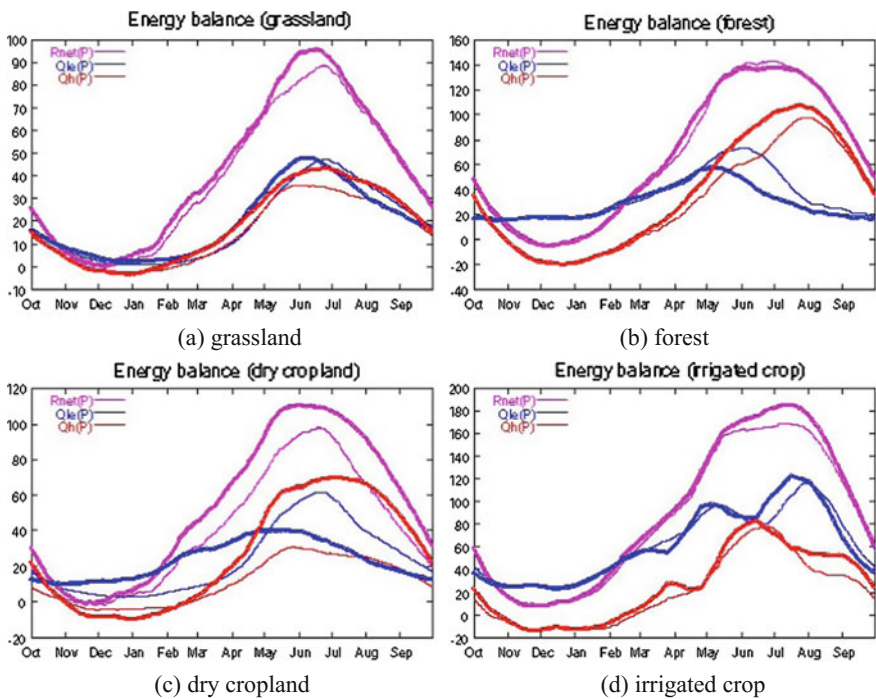 Energy balance (grassland)
Rnet(P)
Qle(P)
Qh(P)
100
90
80
70
60
50
40
30
20
10
0
-10
Oct Nov Dec Jan Feb Mar Apr May Jun Jul Aug Sep
(a) grassland
Energy balance (forest)
Rnet(P)
Qle(P)
Qh(P)
160
140
120
100
80
60
40
20
0
-20
-40
Oct Nov Dec Jan Feb Mar Apr May Jun Jul Aug Sep
(b) forest
Energy balance (dry cropland)
Rnet(P)
Qle(P)
Qh(P)
120
100
80
60
40
20
0
-20
Oct Nov Dec Jan Feb Mar Apr May Jun Jul Aug Sep
(c) dry cropland
Energy balance (irrigated crop)
Rnet(P)
Qle(P)
Qh(P)
200
180
160
140
120
100
80
60
40
20
0
-20
Oct Nov Dec Jan Feb Mar Apr May Jun Jul Aug Sep
(d) irrigated crop